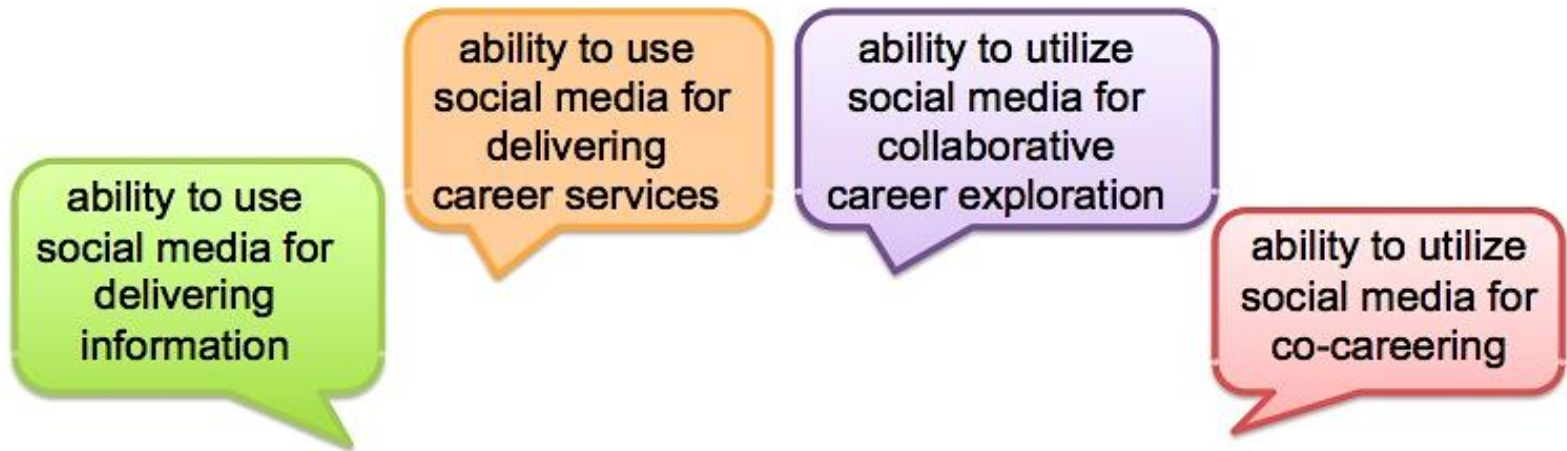 ability to use
social media for
delivering
information
ability to use
social media for
delivering
career services
ability to utilize
social media for
collaborative
career exploration
ability to utilize
social media for
co-careering